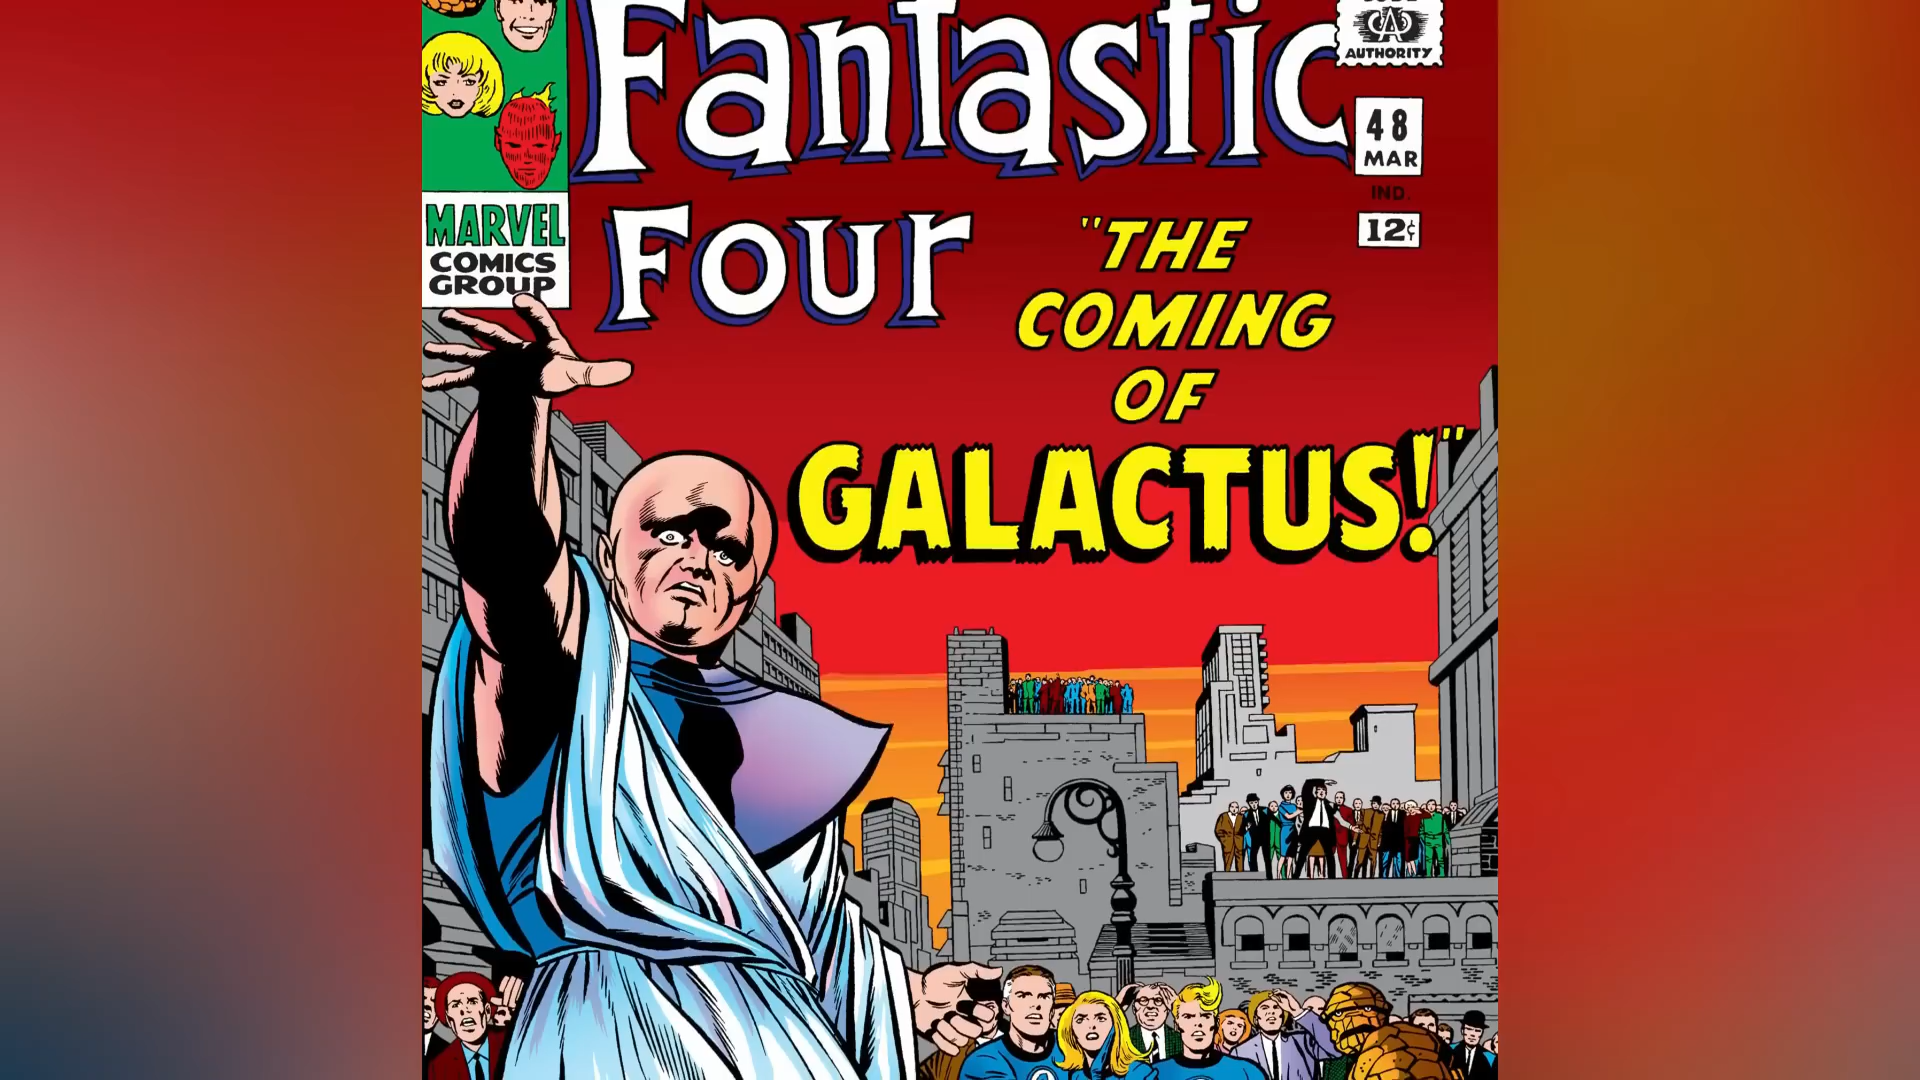 Fantastic
Four
AUTHORITY
48
MAR
IND.
12¢
MARVEL
COMICS
GROUP
"THE
COMING
OF
GALACTUS!"